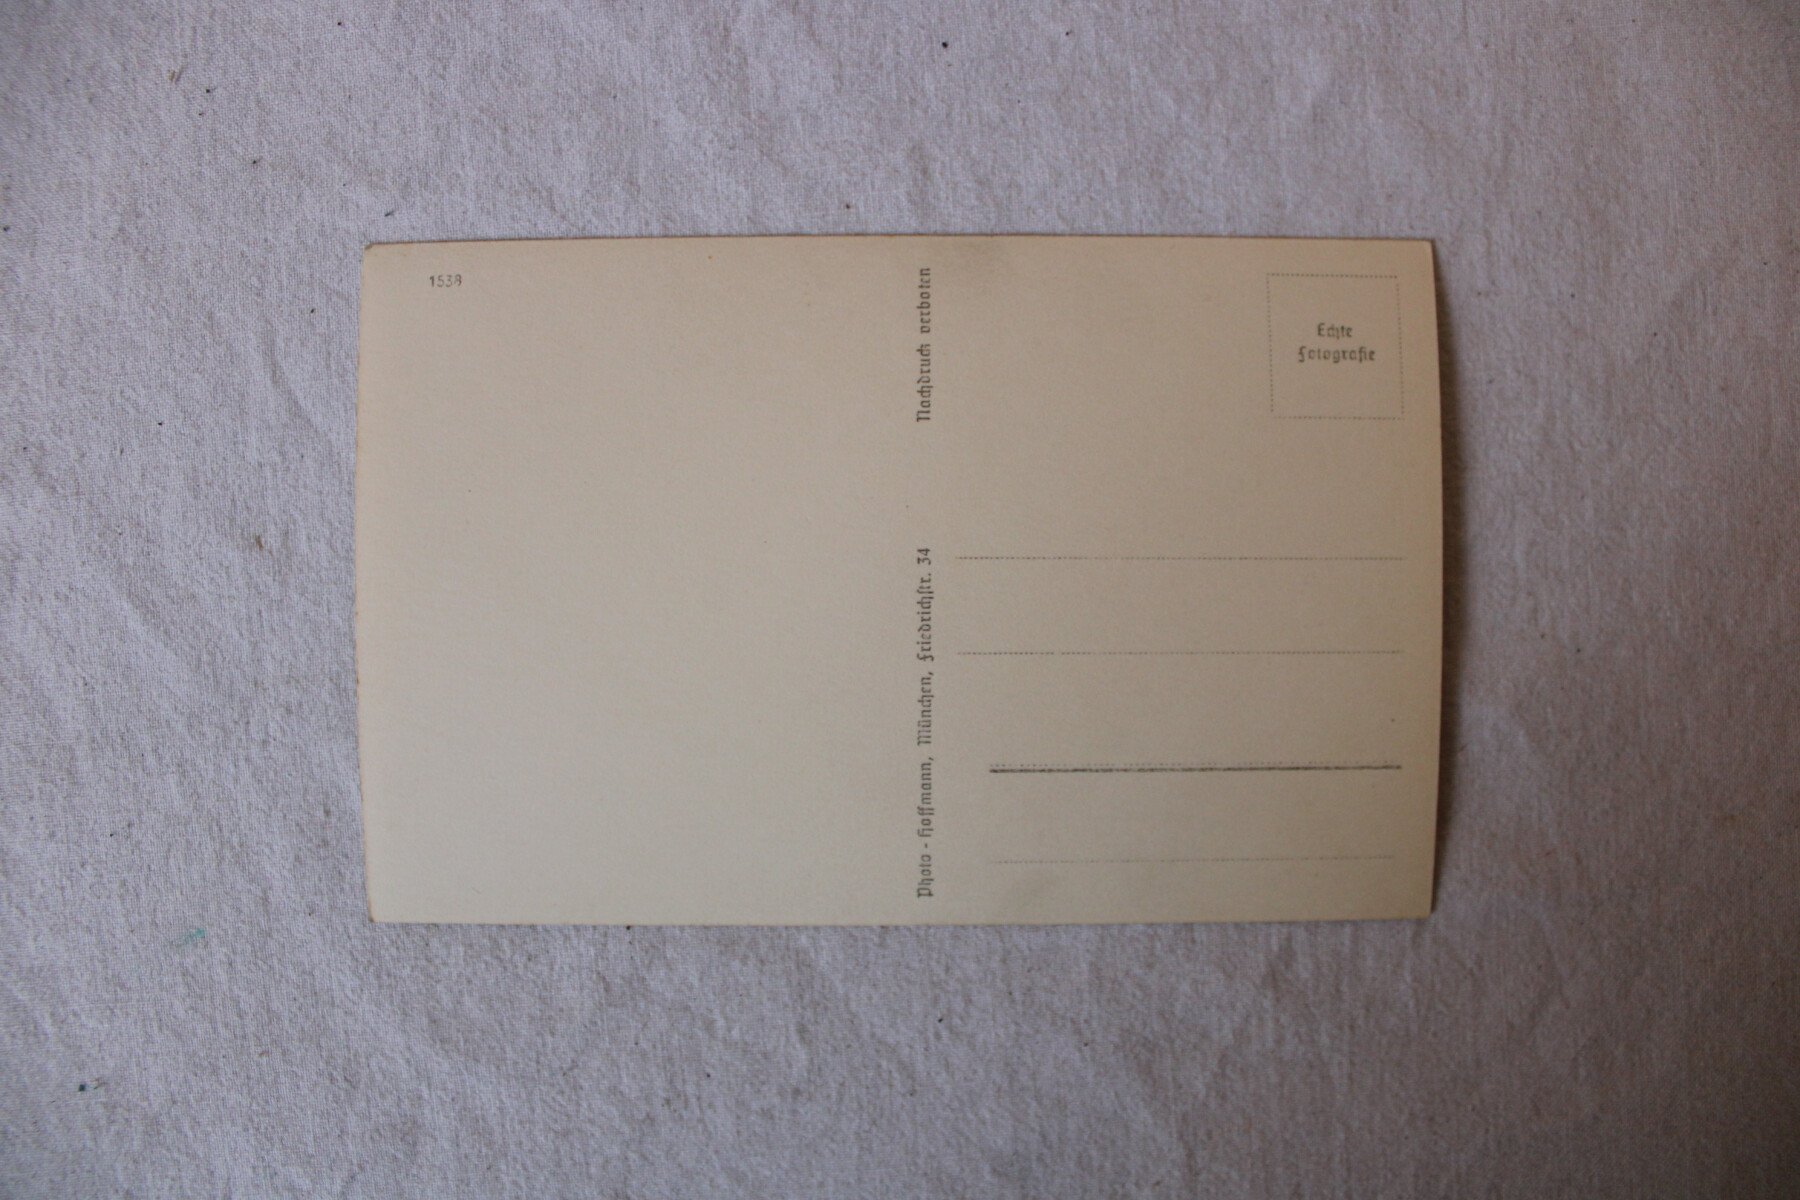 1538
Nachdruck verboten
Photo - Hoffmann, München, Friedrichstr. 34
Echte
Fotografie